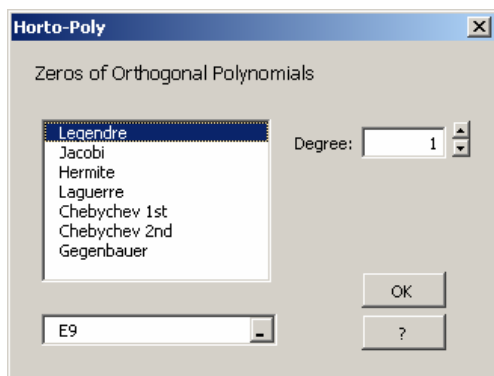 Horto-Poly
Zeros of Orthogonal Polynomials
Legendre
Jacobi
Hermite
Laguerre
Chebychev 1st
Chebychev 2nd
Gegenbauer
Degree: 1
OK
E9
?